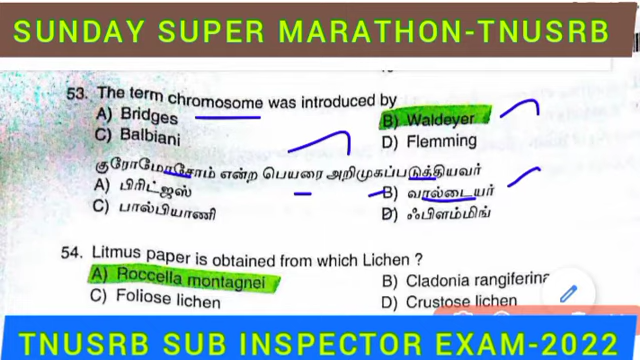 SUNDAY SUPER MARATHON-TNUSRB
53. The term chromosome was introduced by
A) Bridges B) Waldeyer
C) Balbiani D) Flemming
குரோமோசோம் என்ற பெயரை அறிமுகப்படுத்தியவர்
A) பிரிட்ஜஸ் B) வால்டையர்
C) பால்பியாணி D) ஃபிளம்மிங்
54. Litmus paper is obtained from which Lichen ?
A) Roccella montagnei B) Cladonia rangiferina
C) Foliose lichen D) Crustose lichen
TNUSRB SUB INSPECTOR EXAM-2022